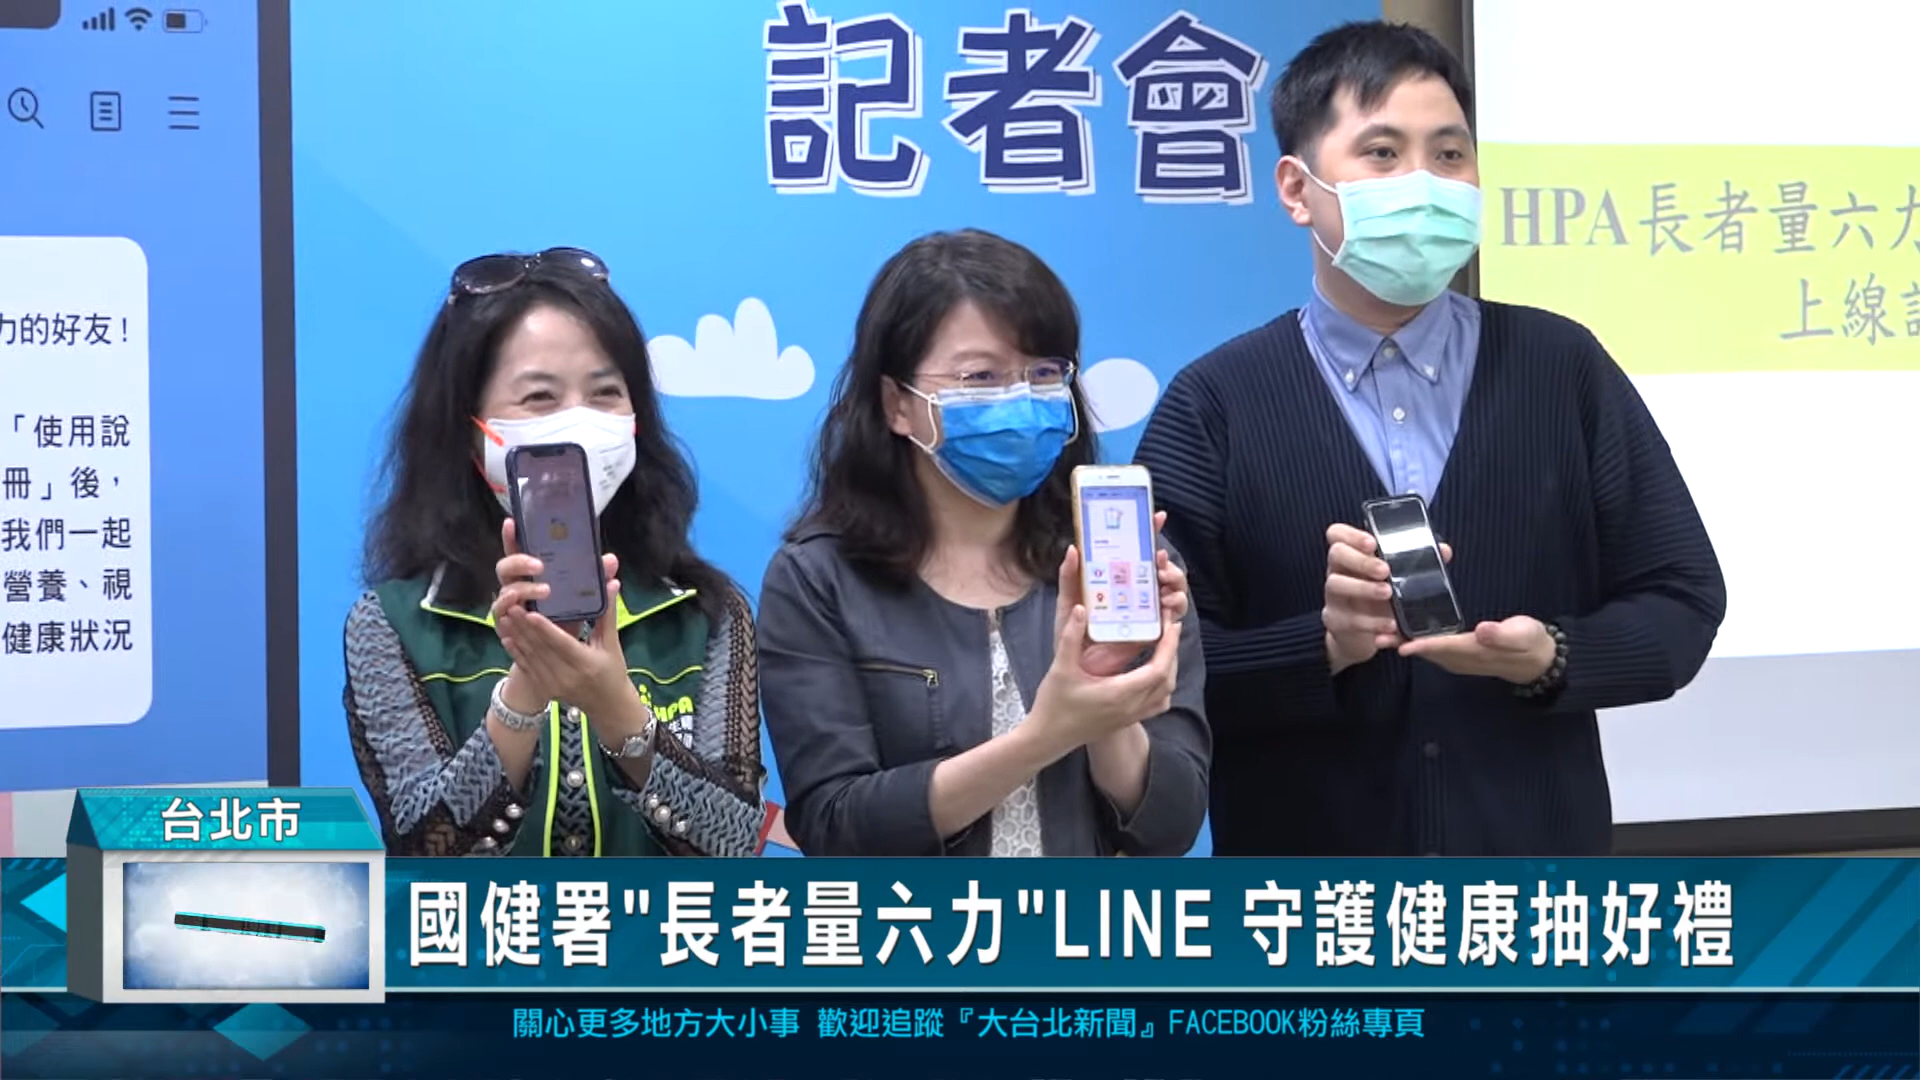 記者會
HPA長者量六力
上線
力的好友!
「使用說
冊」後,
我們一起
營養、視
健康狀況
HPA
台北市
國健署"長者量六力"LINE 守護健康抽好禮
關心更多地方大小事 歡迎追蹤『大台北新聞』FACEBOOK粉絲專頁